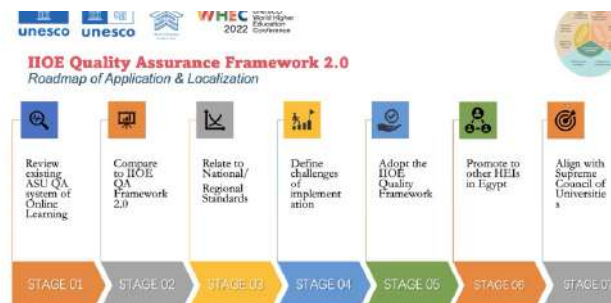 unesco
unesco
WHEC
2022
World Higher
Education
Conference
IIOE Quality Assurance Framework 2.0
Roadmap of Application & Localization
Review
existing
ASU QA
system of
Online
Learning
Compare
to IIOE
QA
Framework
2.0
Relate to
National/
Regional
Standards
Define
challenges
of
implement
ation
Adopt the
IIOE
Quality
Framework
Promote to
other HEIs
in Egypt
Align with
Supreme
Council of
Universitie
s
STAGE 01
STAGE 02
STAGE 03
STAGE 04
STAGE 05
STAGE 06
STAGE 07